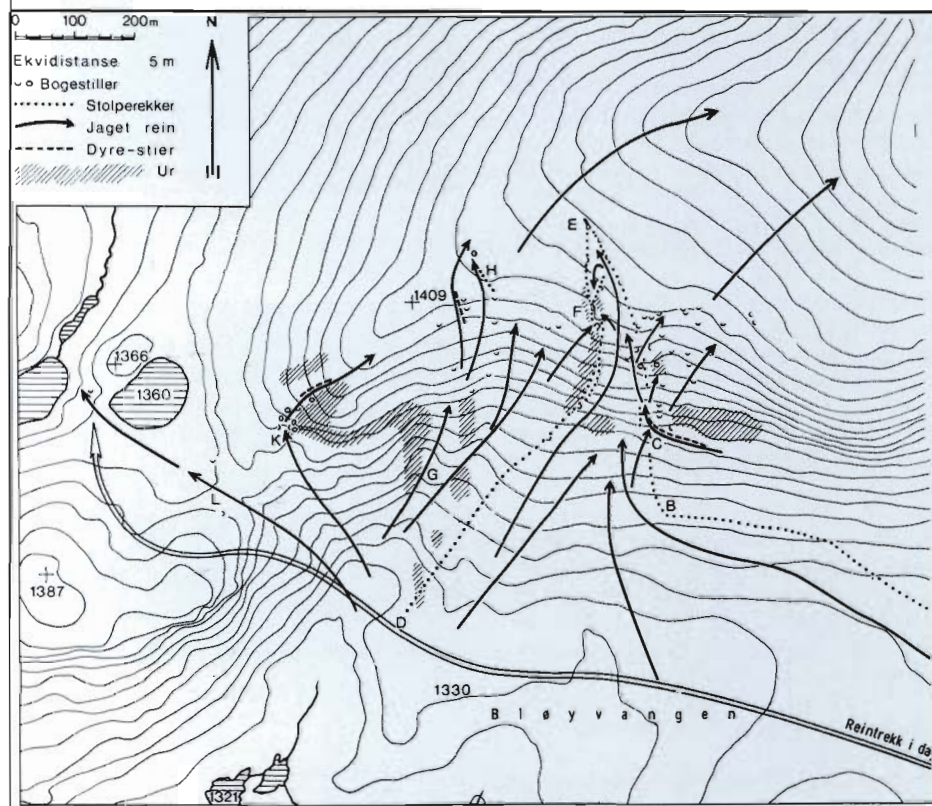 0 100 200m
N
Ekvidistanse 5 m
Bogestiller
Stolperekker
Jaget rein
Dyre-stier
Ur
E
H
1409
F
1366
1360
K
C
G
L
B
1387
D
1330
Bløyvangen
Reintrekk i da
1321